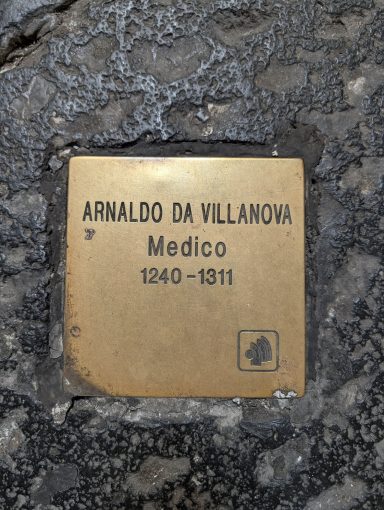 ARNALDO DA VILLANOVA
Medico
1240-1311